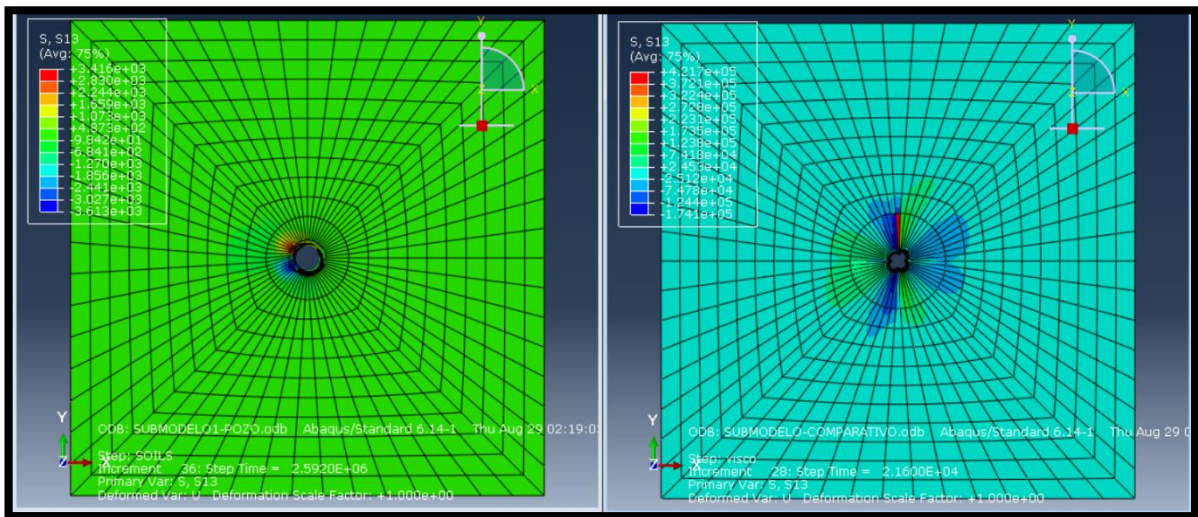 S, S13
(Avg: 75%)
+3.416e+03
+2.830e+03
+2.244e+03
+1.659e+03
+1.073e+03
+4.873e+02
-9.842e+01
-6.841e+02
-1.270e+03
-1.856e+03
-2.441e+03
-3.027e+03
-3.613e+03
Y
X
Y
Z
X
ODB: SUBMODELO1-POZO.odb Abaqus/Standard 6.14-1 Thu Aug 29 02:19:03
Step: SOILS
Increment 36: Step Time = 2.5920E+06
Primary Var: S, S13
Deformed Var: U Deformation Scale Factor: +1.000e+00
S, S13
(Avg: 75%)
+4.217e+05
+3.721e+05
+3.224e+05
+2.728e+05
+2.231e+05
+1.735e+05
+1.238e+05
+7.418e+04
+2.453e+04
-2.512e+04
-7.478e+04
-1.244e+05
-1.741e+05
Y
X
Y
Z
X
ODB: SUBMODELO-COMPARATIVO.odb Abaqus/Standard 6.14-1 Thu Aug 29 0
Step: visco
Increment 28: Step Time = 2.1600E+04
Primary Var: S, S13
Deformed Var: U Deformation Scale Factor: +1.000e+00